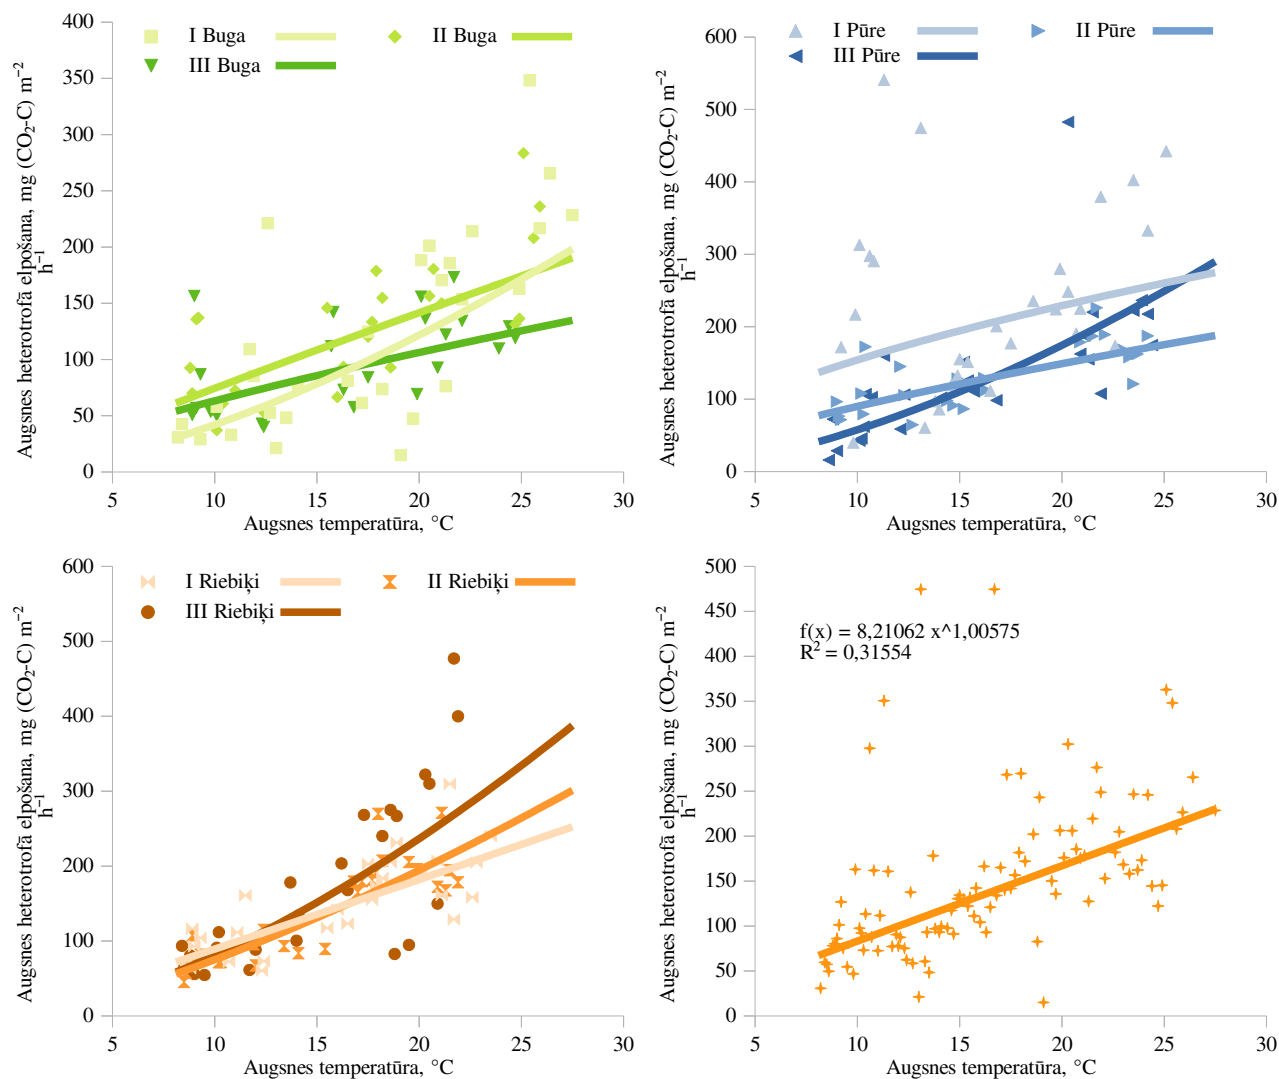 I Buga
II Buga
III Buga
Augsnes heterotrofā elpošana, mg (CO₂-C) m⁻²
h⁻¹
400
350
300
250
200
150
100
50
0
5 10 15 20 25 30
Augsnes temperatūra, °C
I Pūre
II Pūre
III Pūre
Augsnes heterotrofā elpošana, mg (CO₂-C) m⁻²
h⁻¹
600
500
400
300
200
100
0
5 10 15 20 25 30
Augsnes temperatūra, °C
I Riebiķi
II Riebiķi
III Riebiķi
Augsnes heterotrofā elpošana, mg (CO₂-C) m⁻²
h⁻¹
600
500
400
300
200
100
0
5 10 15 20 25 30
Augsnes temperatūra, °C
f(x) = 8,21062 x^1,00575
R² = 0,31554
Augsnes heterotrofā elpošana, mg (CO₂-C) m⁻²
h⁻¹
500
450
400
350
300
250
200
150
100
50
0
5 10 15 20 25 30
Augsnes temperatūra, °C